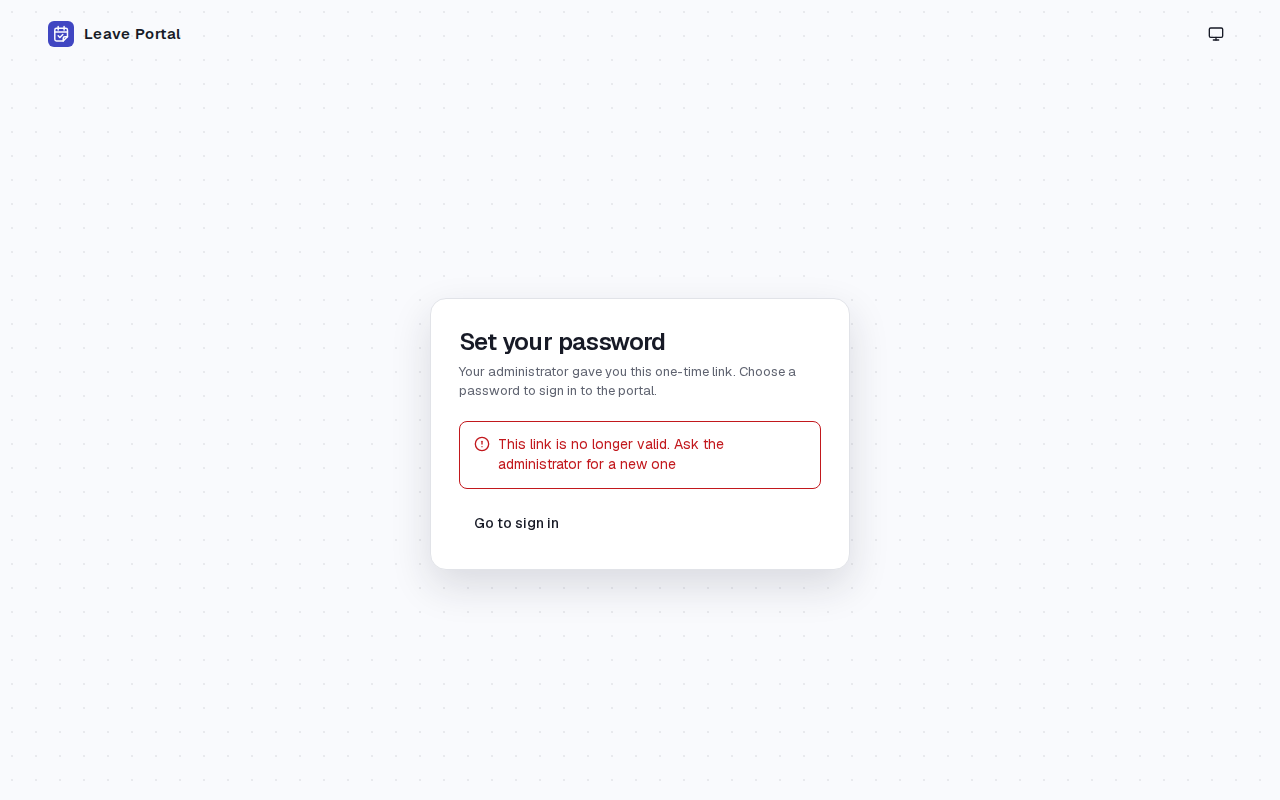 Leave Portal
Set your password
Your administrator gave you this one-time link. Choose a
password to sign in to the portal.
This link is no longer valid. Ask the
administrator for a new one
Go to sign in